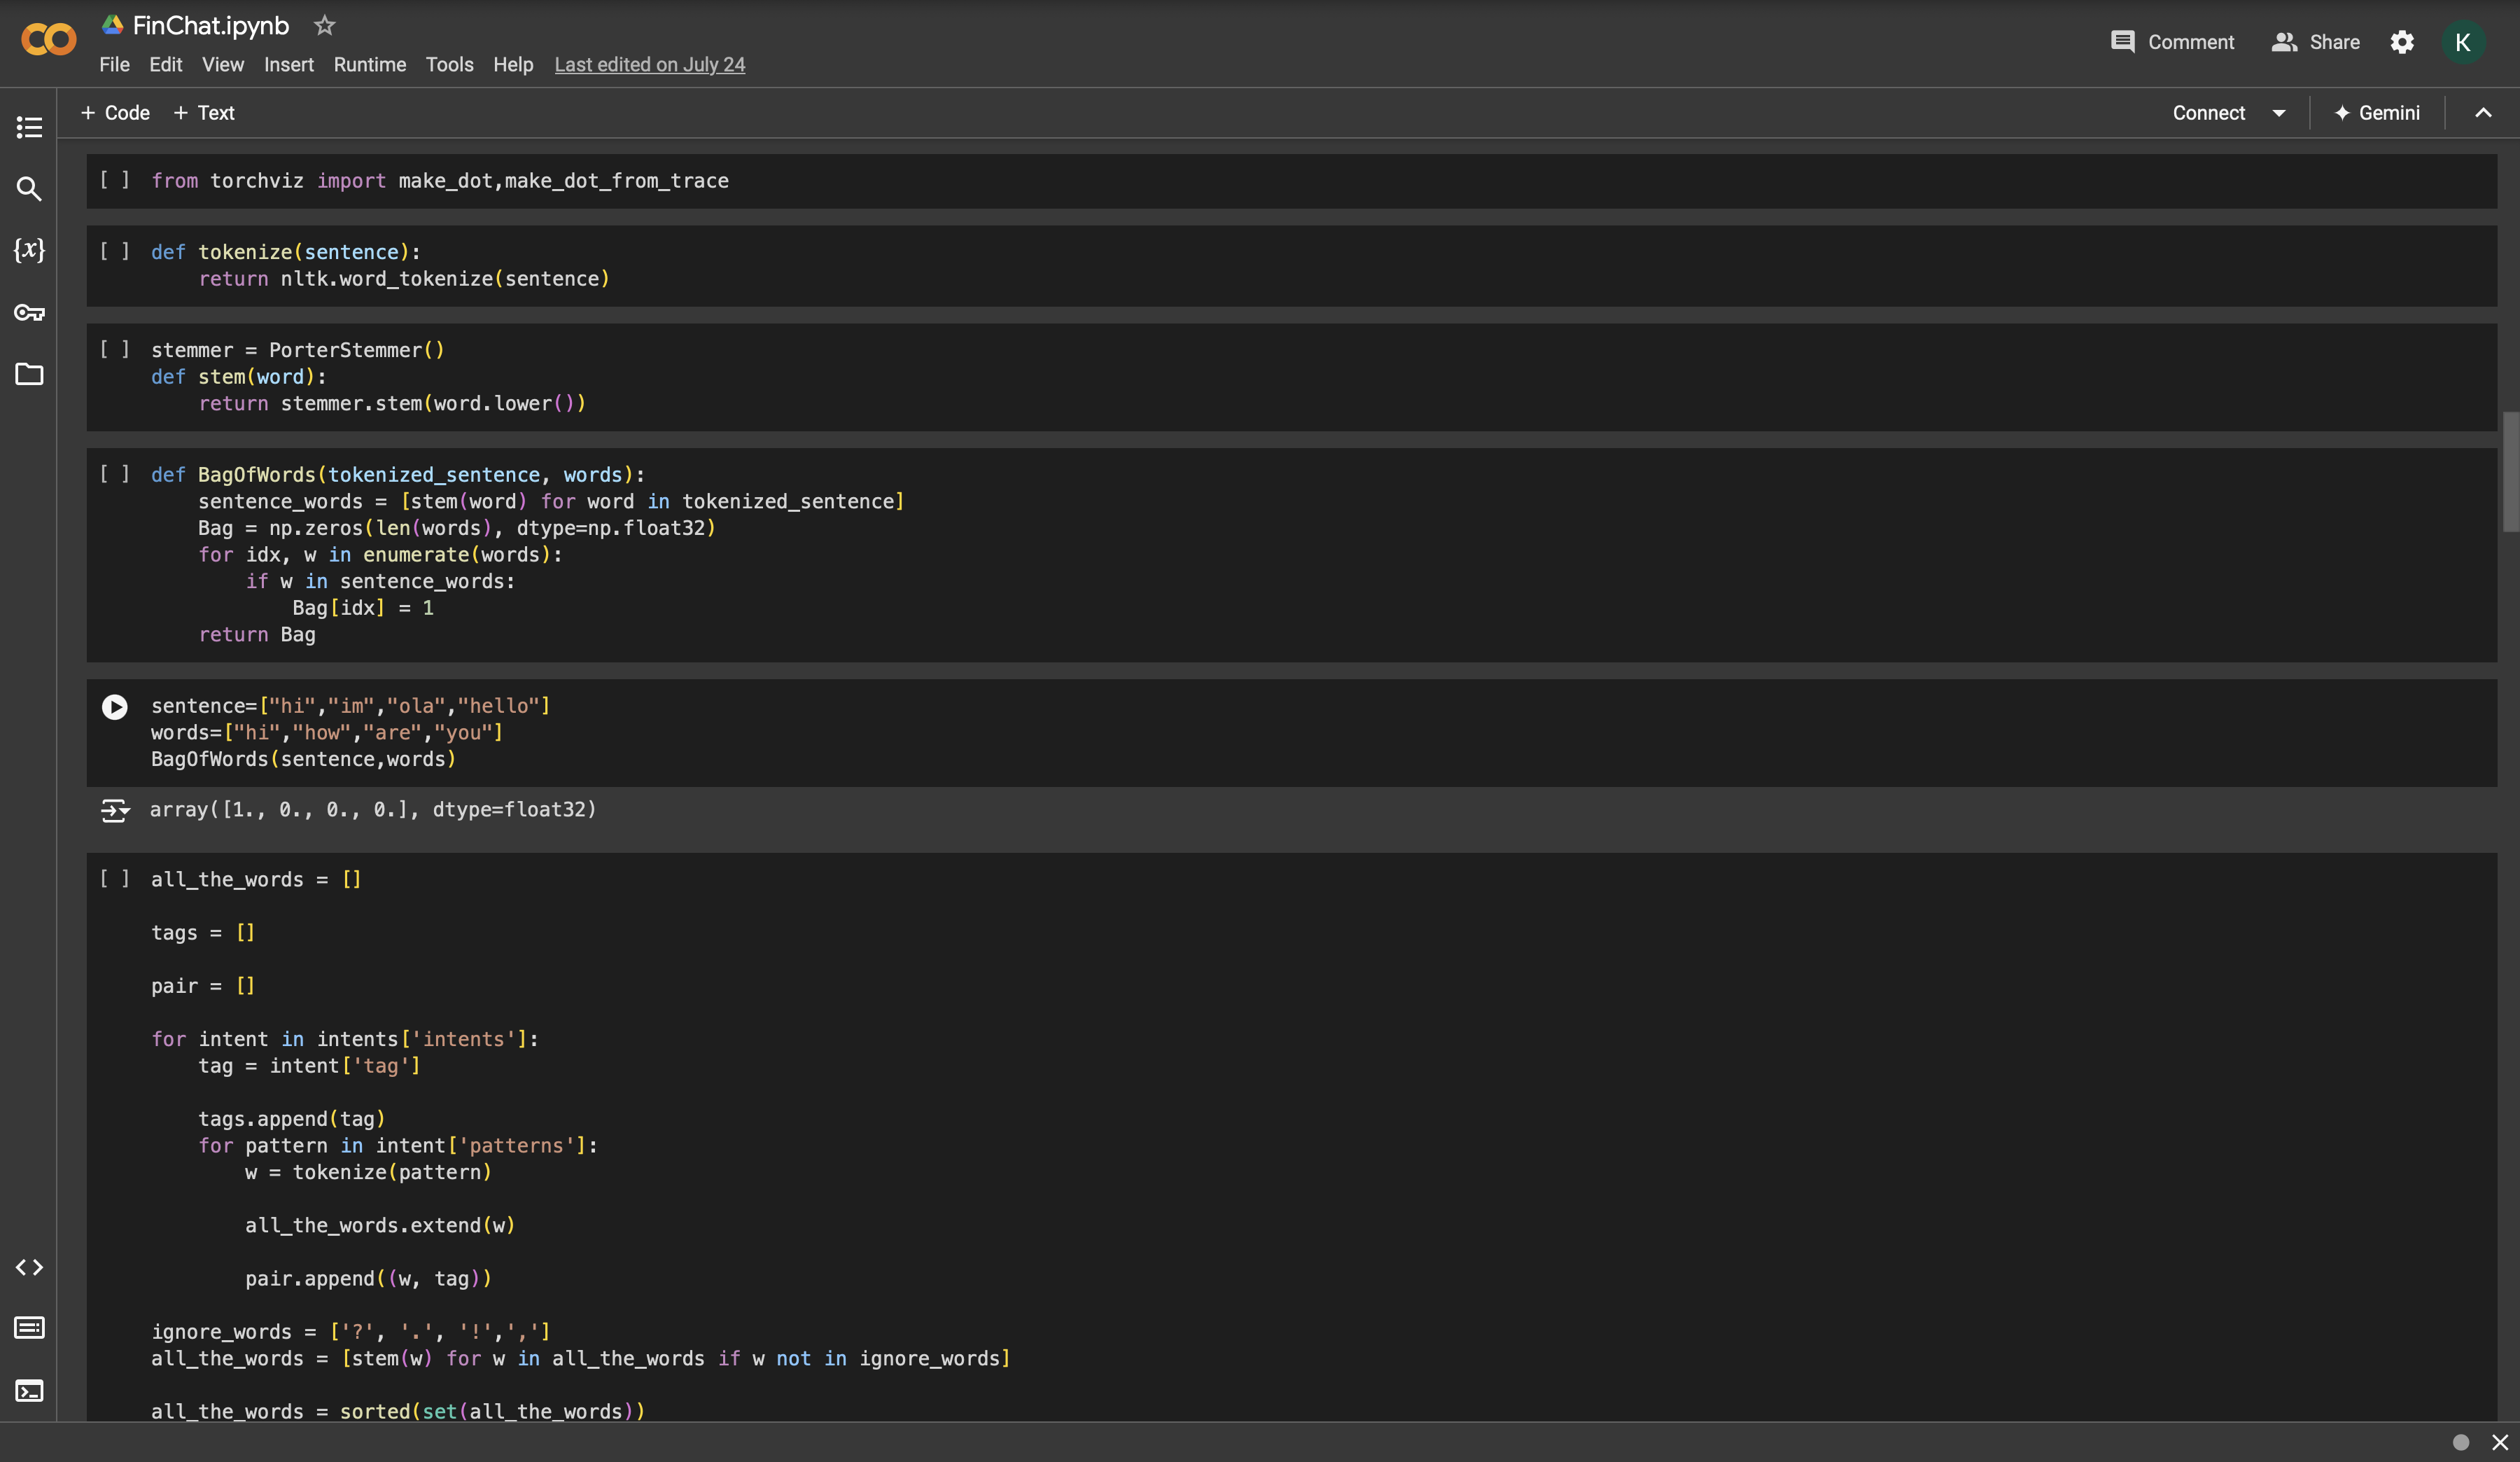 FinChat.ipynb
File Edit View Insert Runtime Tools Help Last edited on July 24
Comment
Share
K
+ Code + Text
Connect
Gemini
[ ] from torchviz import make_dot,make_dot_from_trace
[ ] def tokenize(sentence):
    return nltk.word_tokenize(sentence)
[ ] stemmer = PorterStemmer()
def stem(word):
    return stemmer.stem(word.lower())
[ ] def BagOfWords(tokenized_sentence, words):
    sentence_words = [stem(word) for word in tokenized_sentence]
    Bag = np.zeros(len(words), dtype=np.float32)
    for idx, w in enumerate(words):
        if w in sentence_words:
            Bag[idx] = 1
    return Bag
sentence=["hi","im","ola","hello"]
words=["hi","how","are","you"]
BagOfWords(sentence,words)
array([1., 0., 0., 0.], dtype=float32)
[ ] all_the_words = []
tags = []
pair = []
for intent in intents['intents']:
    tag = intent['tag']
    tags.append(tag)
    for pattern in intent['patterns']:
        w = tokenize(pattern)
        all_the_words.extend(w)
        pair.append((w, tag))
ignore_words = ['?', '.', '!',',']
all_the_words = [stem(w) for w in all_the_words if w not in ignore_words]
all_the_words = sorted(set(all_the_words))